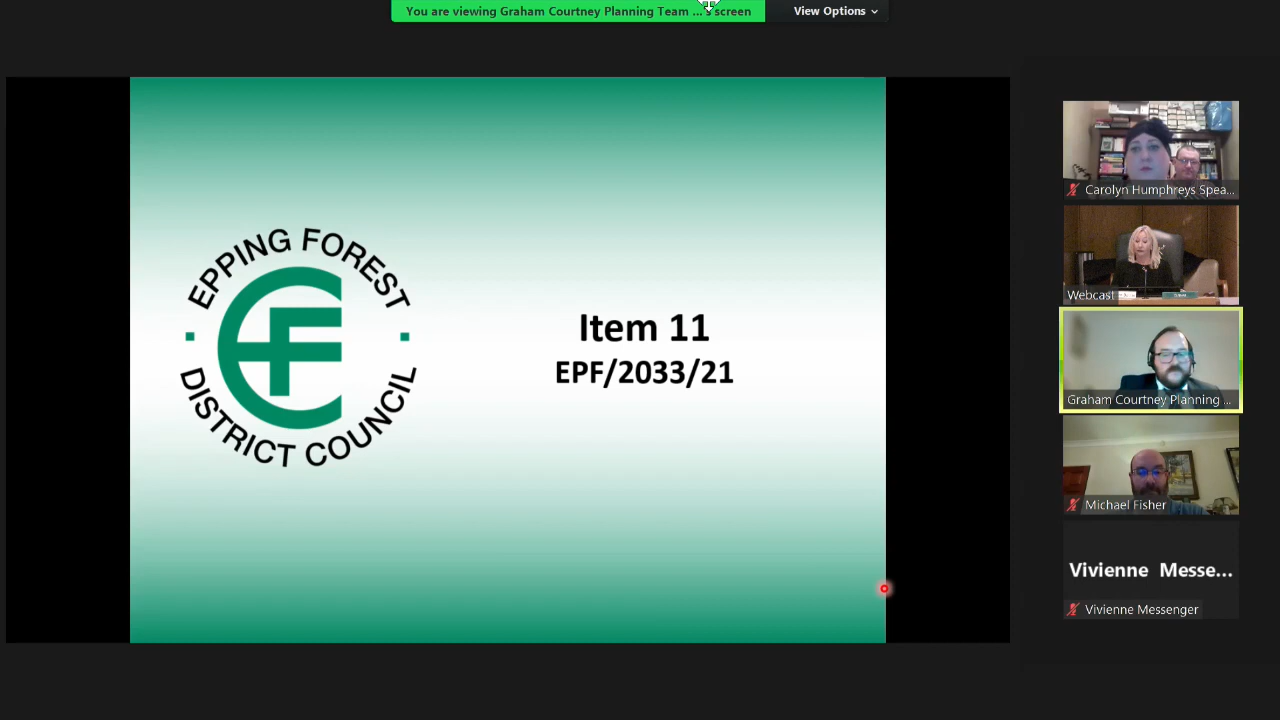 You are viewing Graham Courtney Planning Team ... 's screen
View Options
EPPING FOREST
DISTRICT COUNCIL
Item 11
EPF/2033/21
Carolyn Humphreys Spea...
Webcast
Graham Courtney Planning ...
Michael Fisher
Vivienne Messe...
Vivienne Messenger